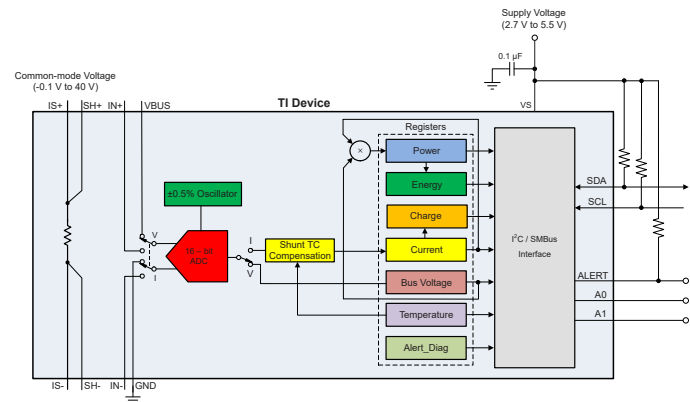 Supply Voltage
(2.7 V to 5.5 V)
0.1 µF
Common-mode Voltage
(-0.1 V to 40 V)
IS+
SH+
IN+
VBUS
TI Device
VS
Registers
×
Power
±0.5% Oscillator
Energy
SDA
Charge
SCL
V
I
16 – bit
ADC
Shunt TC
Compensation
Current
I²C / SMBus
Interface
I
V
Bus Voltage
ALERT
A0
Temperature
A1
Alert_Diag
IS-
SH-
IN-
GND